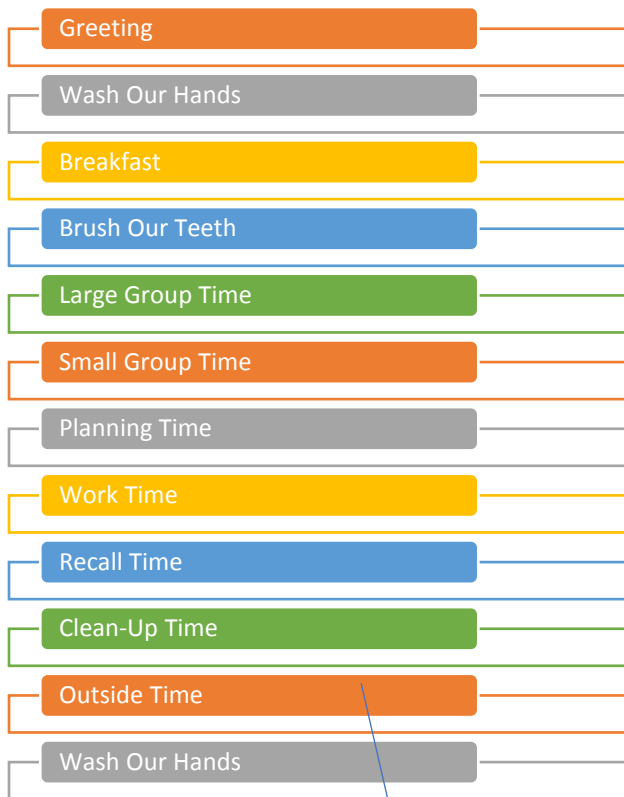 Greeting
Wash Our Hands
Breakfast
Brush Our Teeth
Large Group Time
Small Group Time
Planning Time
Work Time
Recall Time
Clean-Up Time
Outside Time
Wash Our Hands